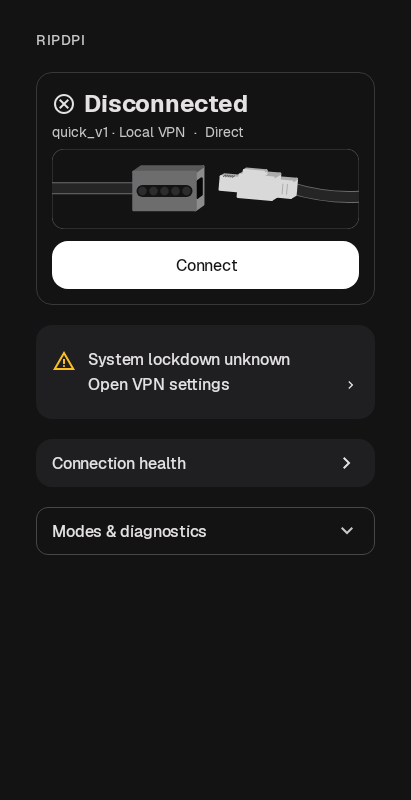 RIPDPI
Disconnected
quick_v1 · Local VPN · Direct
Connect
System lockdown unknown
Open VPN settings
Connection health
Modes & diagnostics